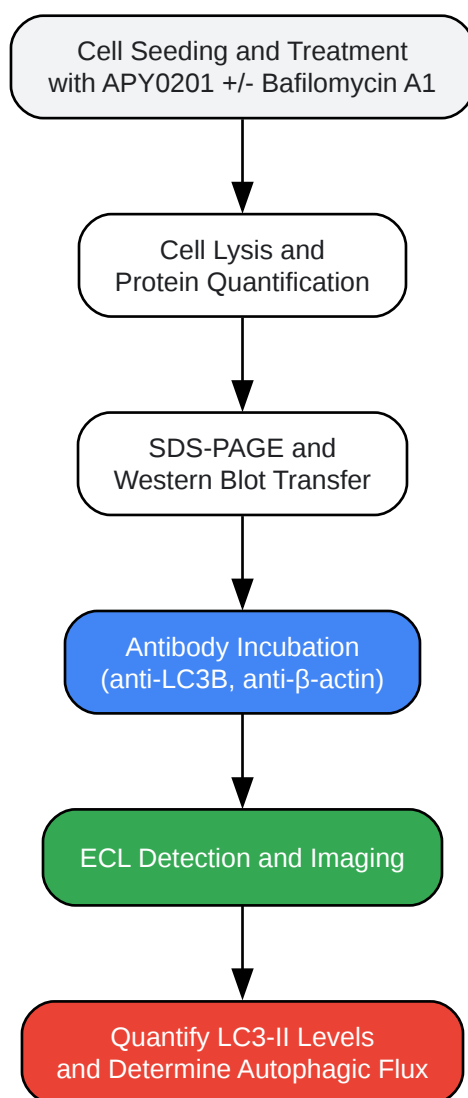 Cell Seeding and Treatment
with APY0201 +/- Bafilomycin A1
Cell Lysis and
Protein Quantification
SDS-PAGE and
Western Blot Transfer
Antibody Incubation
(anti-LC3B, anti-β-actin)
ECL Detection and Imaging
Quantify LC3-II Levels
and Determine Autophagic Flux